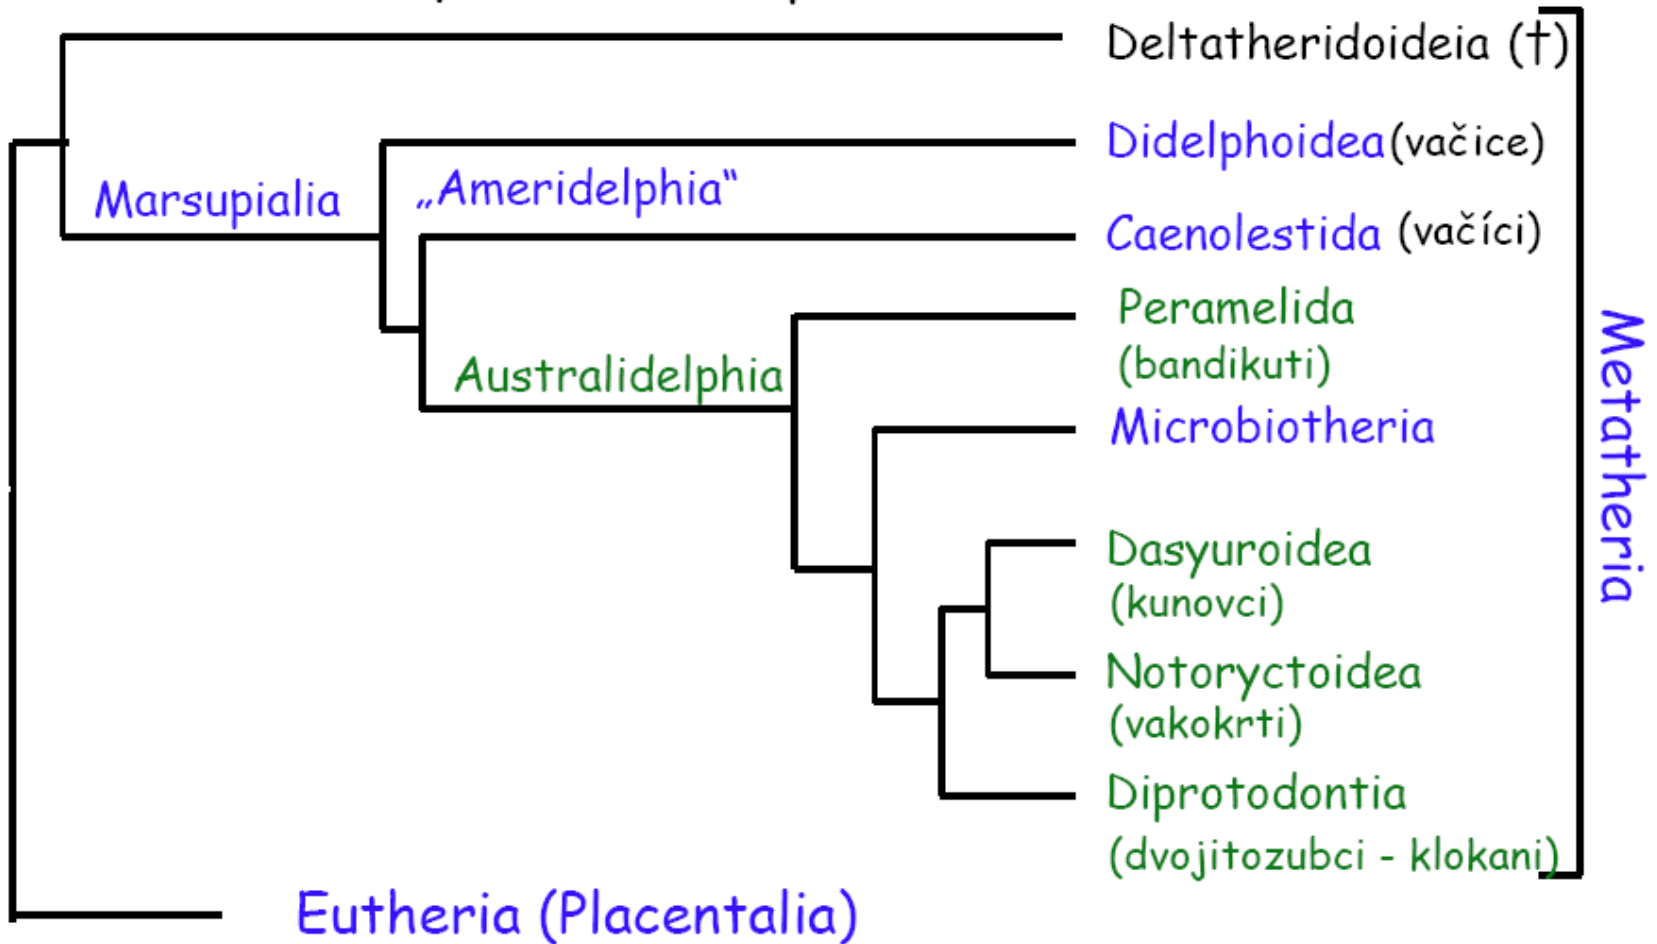 Deltatheridoideia (†)
Didelphoidea (vačice)
Marsupialia
„Ameridelphia“
Caenolestida (vačíci)
Peramelida
(bandikuti)
Australidelphia
Microbiotheria
Metatheria
Dasyuroidea
(kunovci)
Notoryctoidea
(vakokrti)
Diprotodontia
(dvojitozubci - klokani)
Eutheria (Placentalia)